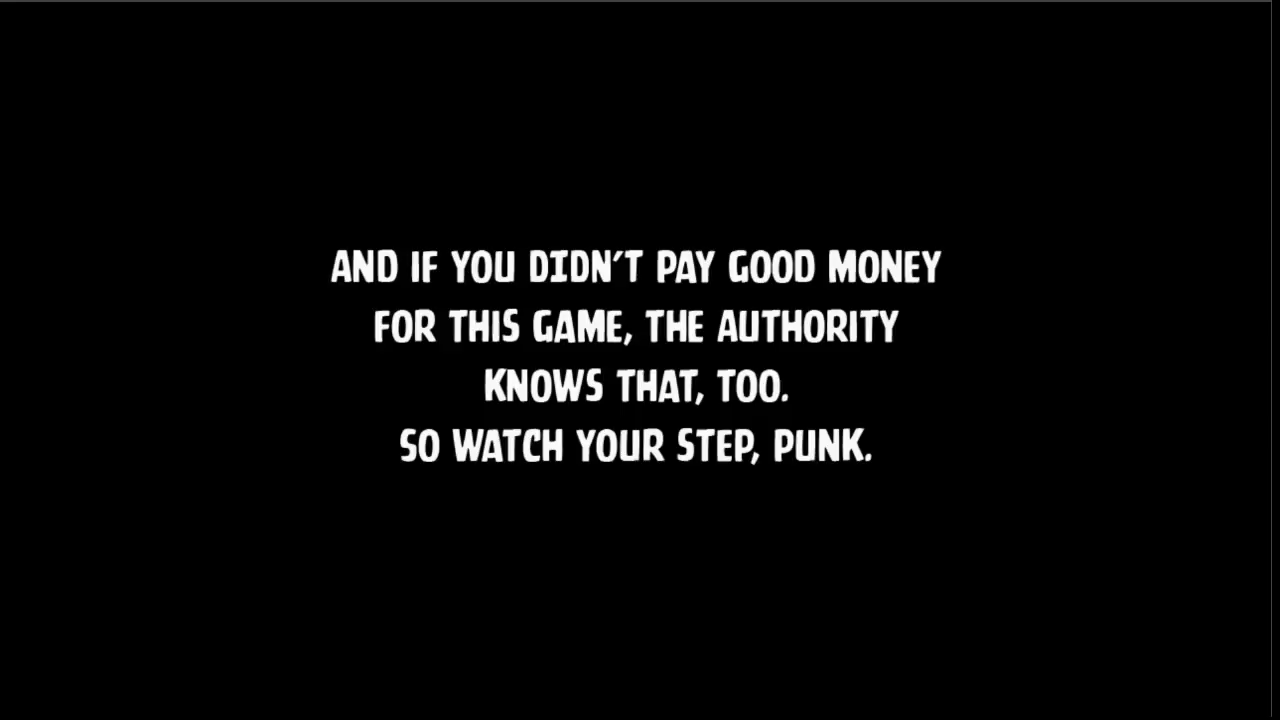 AND IF YOU DIDN'T PAY GOOD MONEY
FOR THIS GAME, THE AUTHORITY
KNOWS THAT, TOO.
SO WATCH YOUR STEP, PUNK.